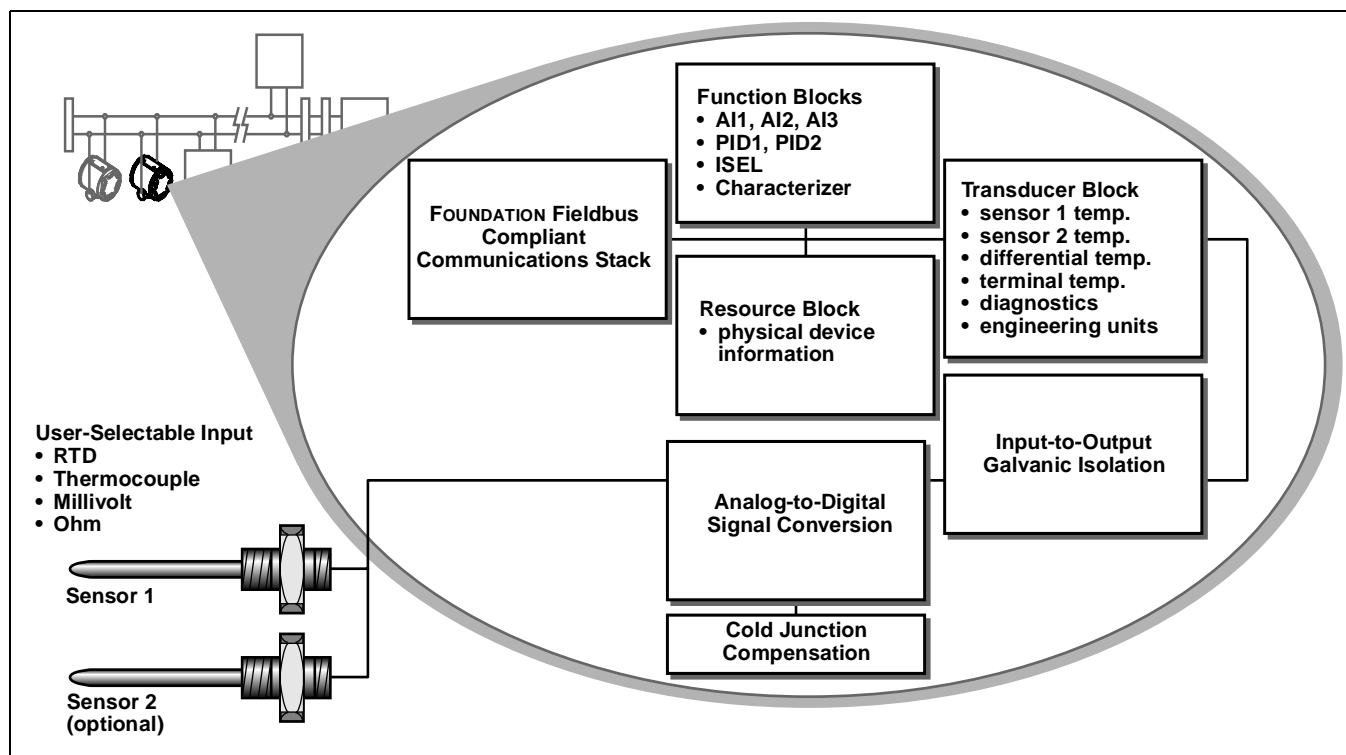 Function Blocks
• AI1, AI2, AI3
• PID1, PID2
• ISEL
• Characterizer
FOUNDATION Fieldbus
Compliant
Communications Stack
Transducer Block
• sensor 1 temp.
• sensor 2 temp.
• differential temp.
• terminal temp.
• diagnostics
• engineering units
Resource Block
• physical device
information
User-Selectable Input
• RTD
• Thermocouple
• Millivolt
• Ohm
Analog-to-Digital
Signal Conversion
Input-to-Output
Galvanic Isolation
Sensor 1
Cold Junction
Compensation
Sensor 2
(optional)